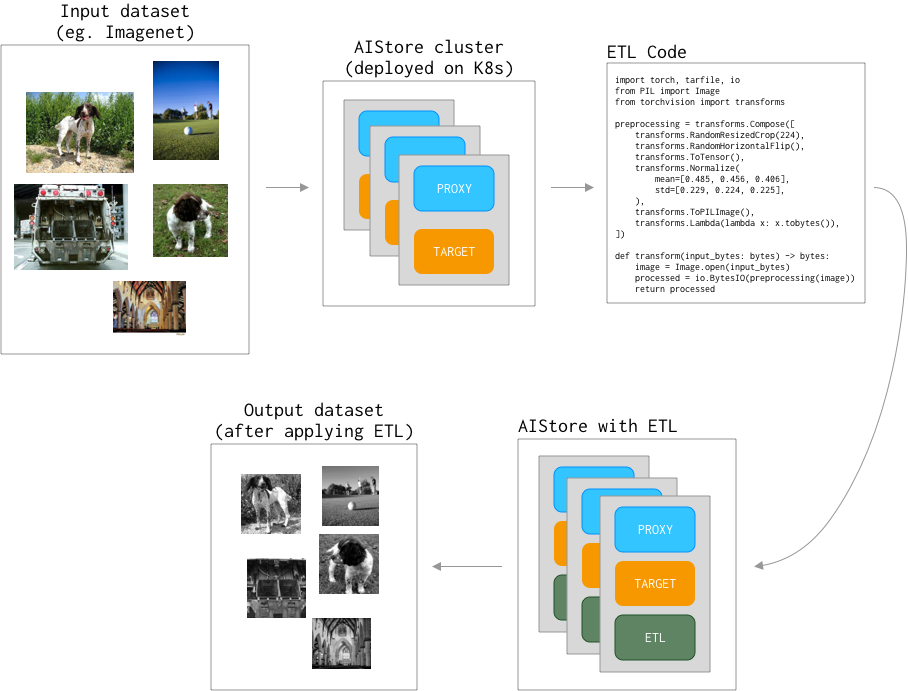 Input dataset
(eg. Imagenet)
AIStore cluster
(deployed on K8s)
PROXY
TARGET
ETL Code
import torch, tarfile, io
from PIL import Image
from torchvision import transforms
preprocessing = transforms.Compose([
    transforms.RandomResizedCrop(224),
    transforms.RandomHorizontalFlip(),
    transforms.ToTensor(),
    transforms.Normalize(
        mean=[0.485, 0.456, 0.406],
        std=[0.229, 0.224, 0.225],
    ),
    transforms.ToPILImage(),
    transforms.Lambda(lambda x: x.tobytes()),
])
def transform(input_bytes: bytes) -> bytes:
    image = Image.open(input_bytes)
    processed = io.BytesIO(preprocessing(image))
    return processed
Output dataset
(after applying ETL)
AIStore with ETL
PROXY
TARGET
ETL